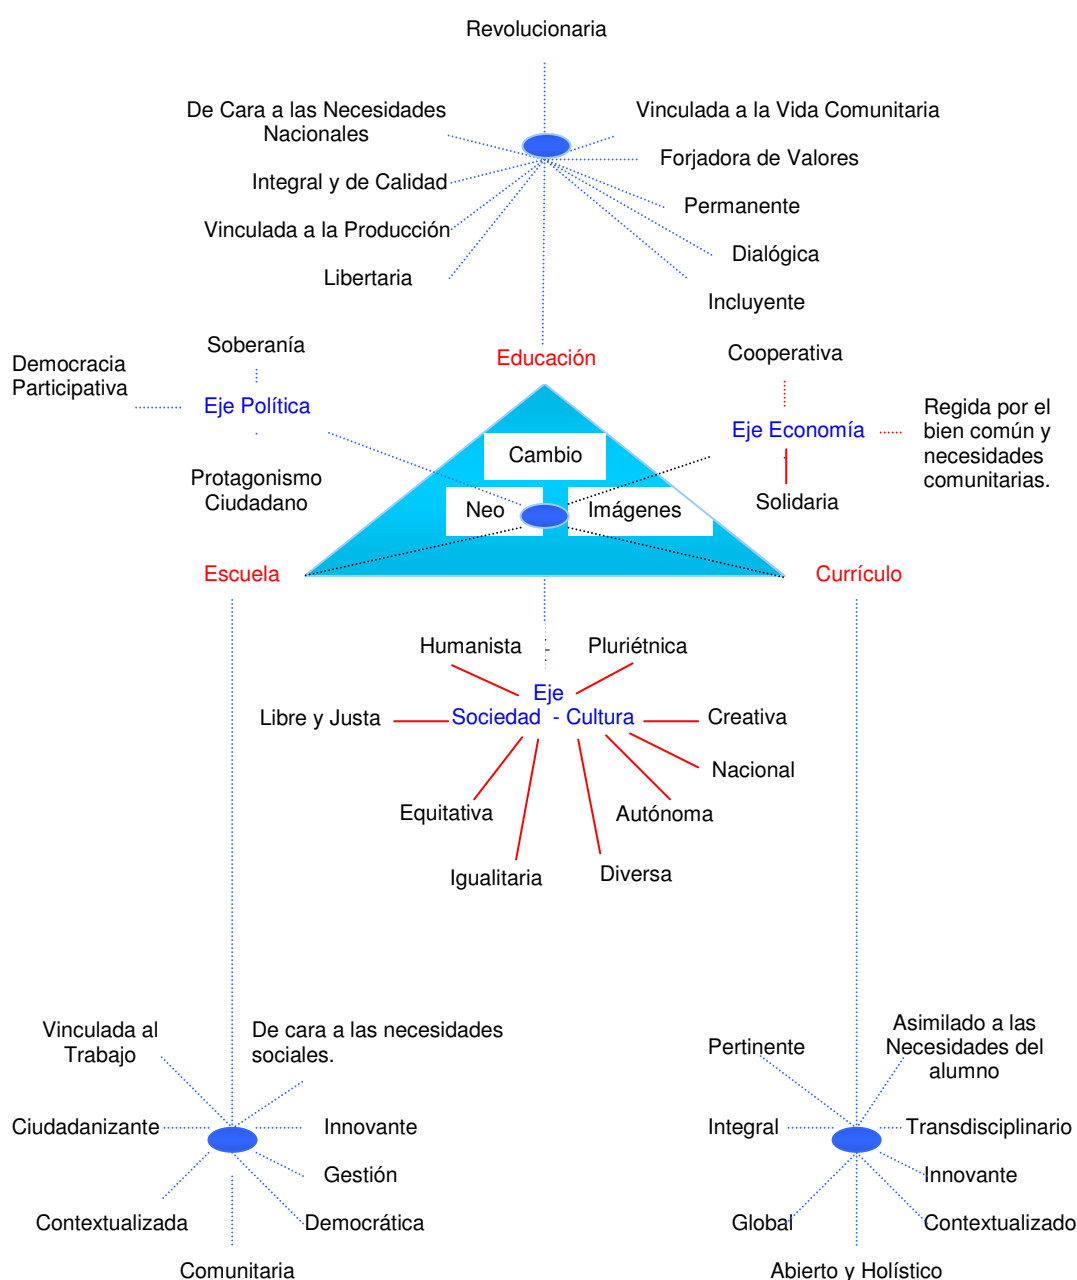 Revolucionaria
De Cara a las Necesidades
Nacionales
Vinculada a la Vida Comunitaria
Forjadora de Valores
Integral y de Calidad
Permanente
Vinculada a la Producción
Dialógica
Libertaria
Incluyente
Soberanía
Democracia
Participativa
Eje Política
Protagonismo
Ciudadano
Educación
Cooperativa
Eje Economía
Regida por el
bien común y
necesidades
comunitarias.
Solidaria
Cambio
Neo
Imágenes
Escuela
Currículo
Humanista
Pluriétnica
Eje
Sociedad - Cultura
Libre y Justa
Creativa
Nacional
Equitativa
Autónoma
Igualitaria
Diversa
Vinculada al
Trabajo
De cara a las necesidades
sociales.
Ciudadanizante
Innovante
Gestión
Contextualizada
Democrática
Comunitaria
Pertinente
Asimilado a las
Necesidades del
alumno
Integral
Transdisciplinario
Innovante
Global
Contextualizado
Abierto y Holístico